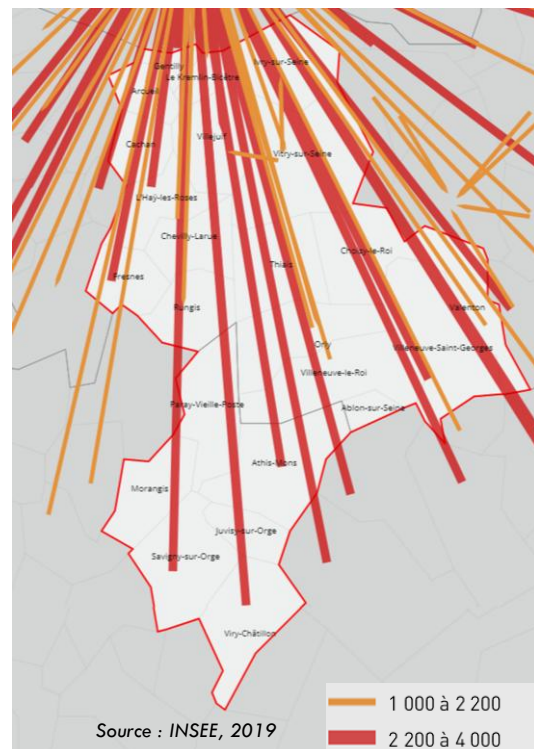 Gentilly
Ivry-sur-Seine
Le Kremlin-Bicêtre
Arcueil
Villejuif
Cachan
Vitry-sur-Seine
L'Haÿ-les-Roses
Chevilly-Larue
Choisy-le-Roi
Thiais
Fresnes
Rungis
Valenton
Orly
Villeneuve-Saint-Georges
Villeneuve-le-Roi
Paray-Vieille-Poste
Ablon-sur-Seine
Athis-Mons
Morangis
Juvisy-sur-Orge
Savigny-sur-Orge
Viry-Châtillon
1 000 à 2 200
Source : INSEE, 2019
2 200 à 4 000